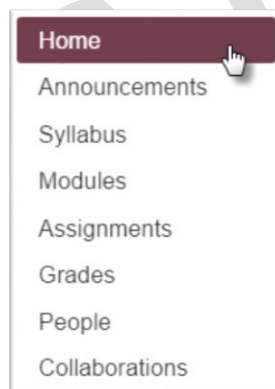 Home
Announcements
Syllabus
Modules
Assignments
Grades
People
Collaborations